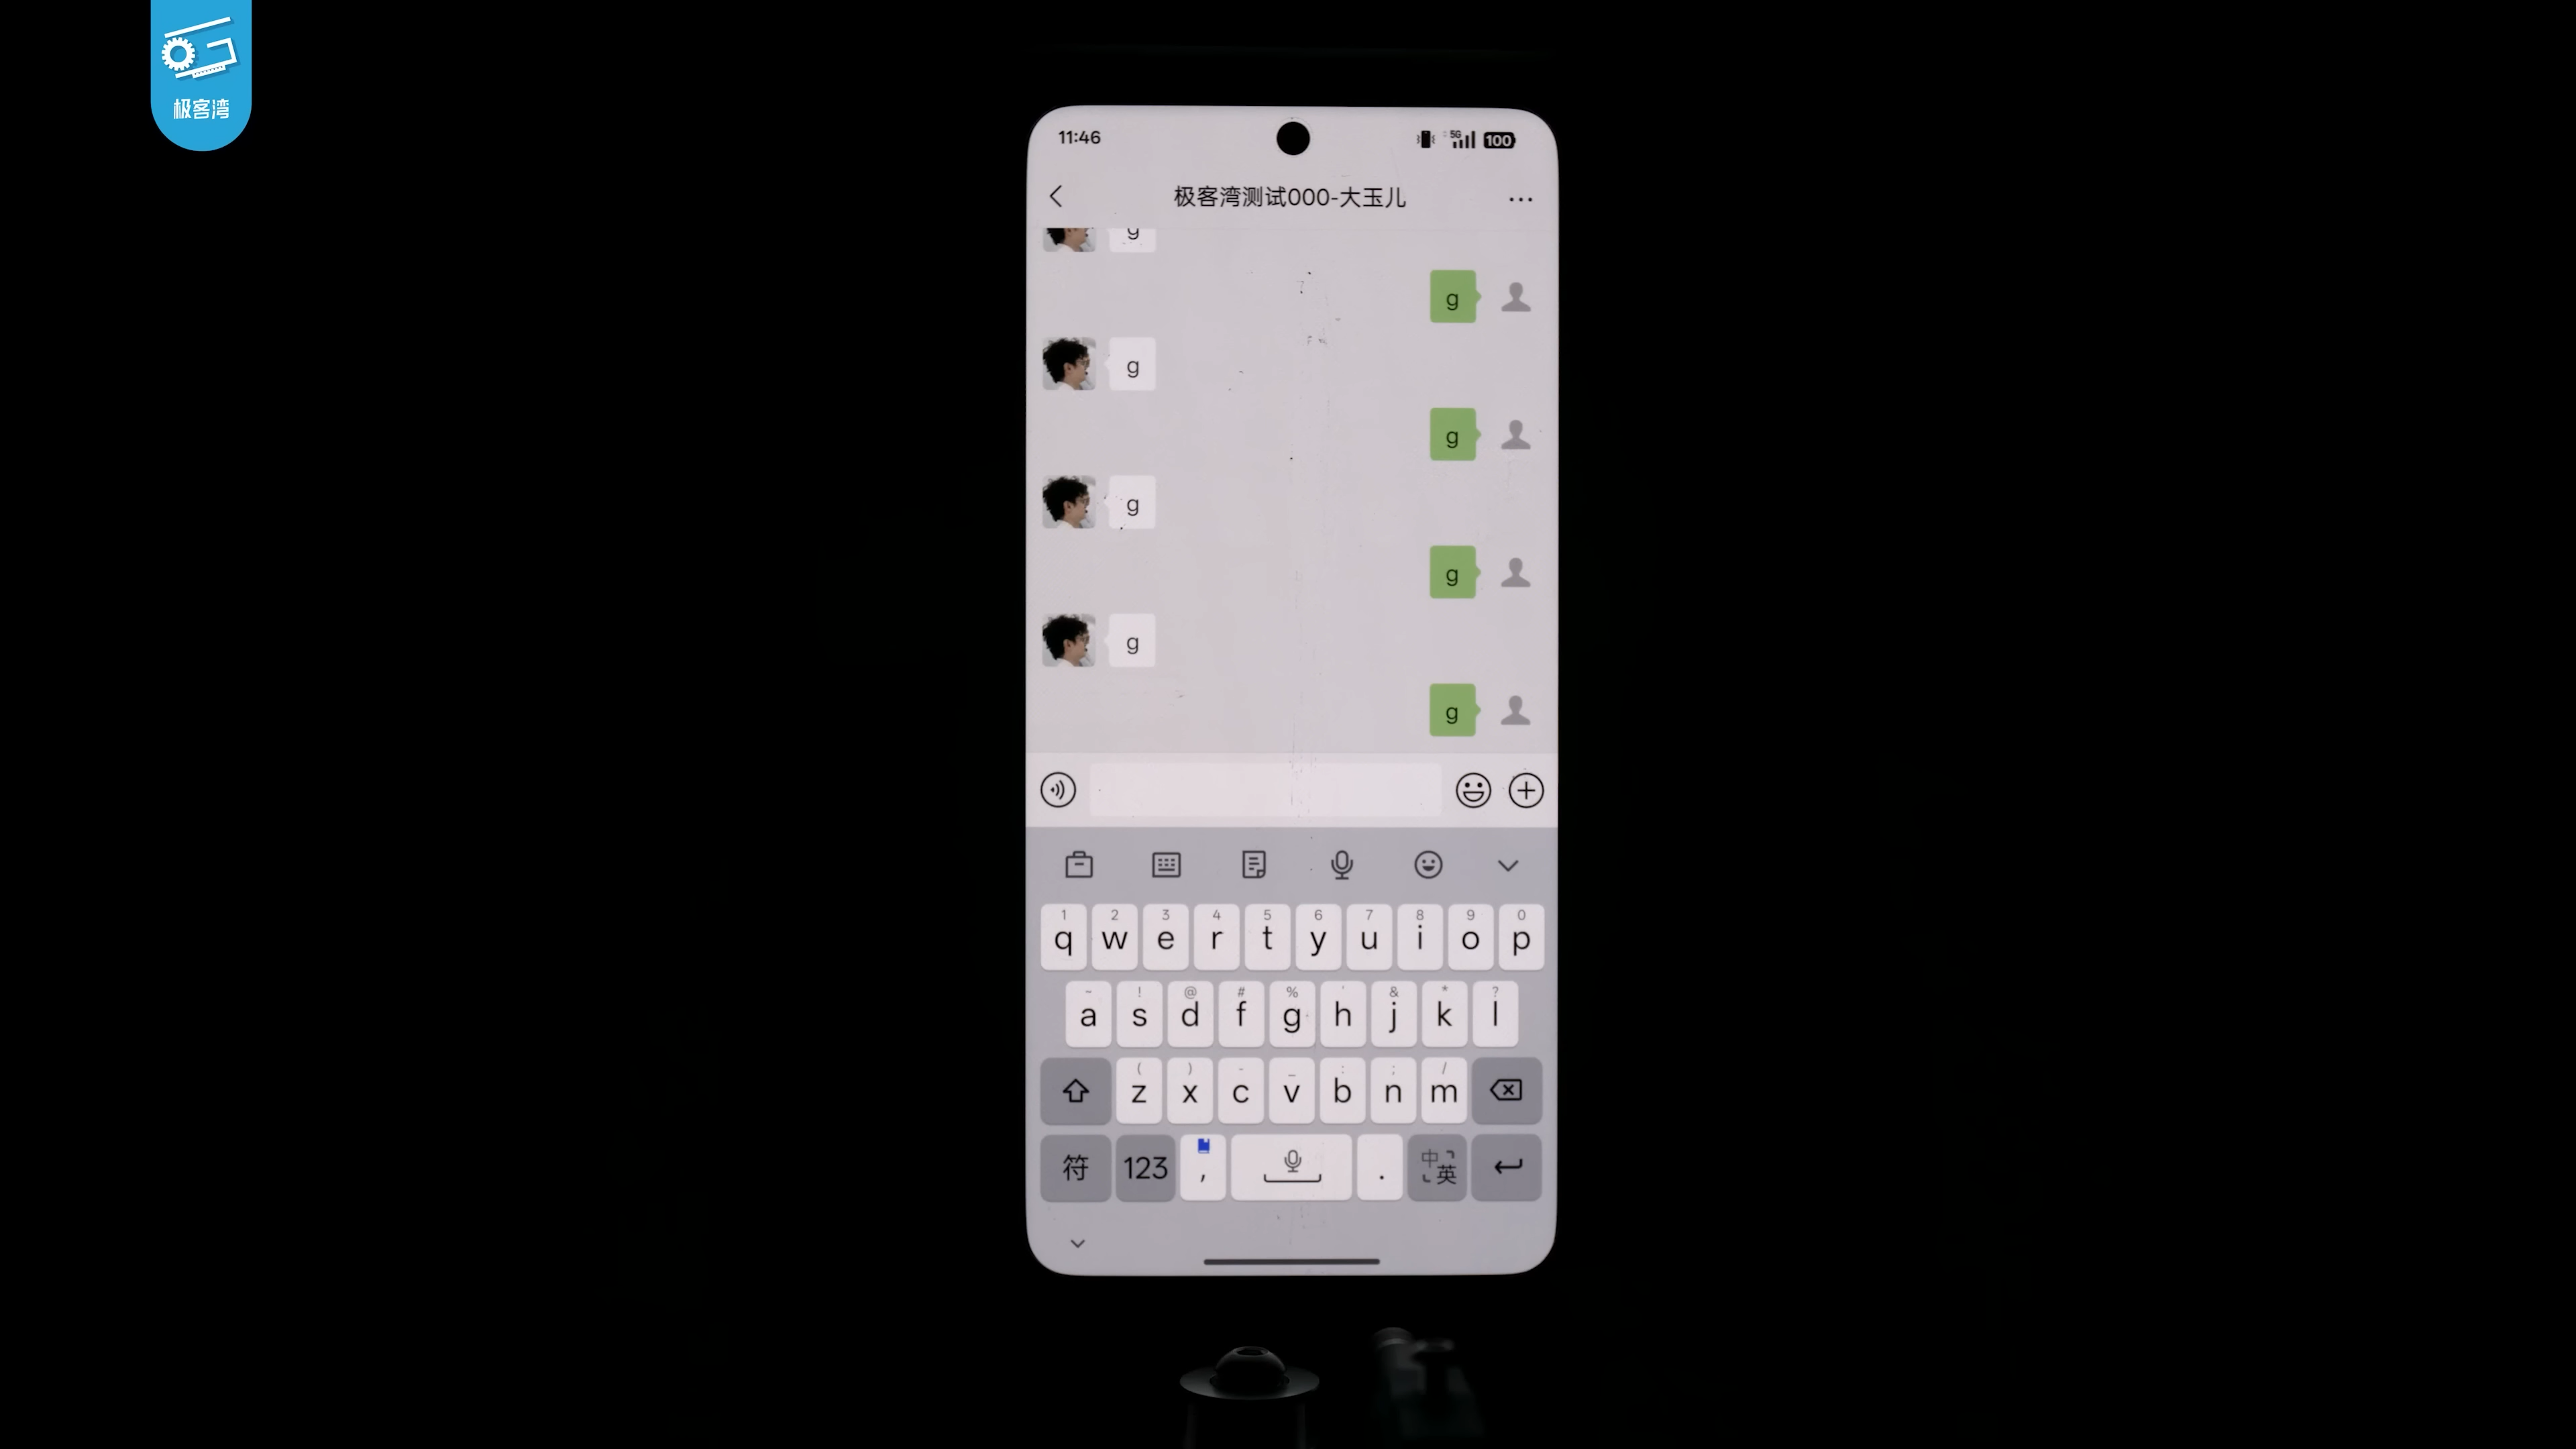 极客湾
11:46
5G
100
极客湾测试000-大玉儿
g
g
g
g
g
g
g
g
1 2 3 4 5 6 7 8 9 0
q w e r t y u i o p
~ ! @ # % ' & * ?
a s d f g h j k l
( ) - _ : ; /
z x c v b n m
符 123 , . 中英